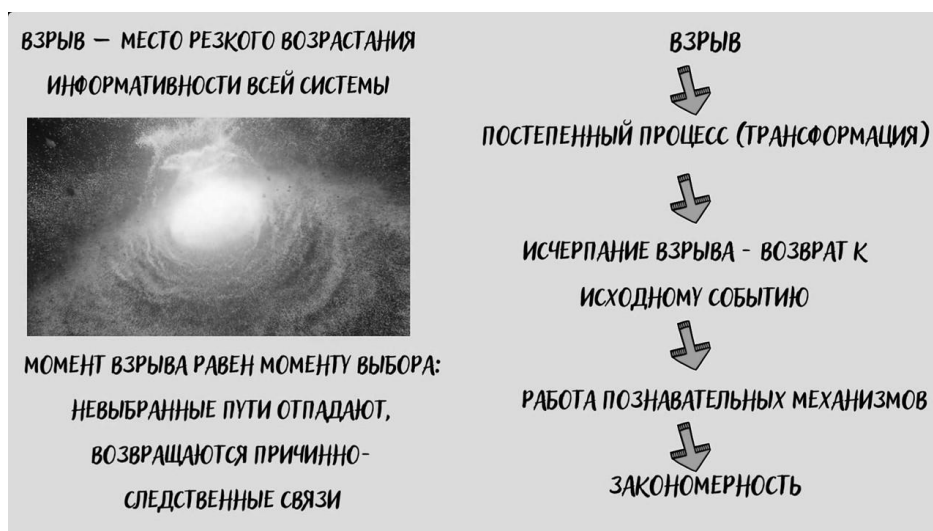 ВЗРЫВ – МЕСТО РЕЗКОГО ВОЗРАСТАНИЯ
ИНФОРМАТИВНОСТИ ВСЕЙ СИСТЕМЫ
МОМЕНТ ВЗРЫВА РАВЕН МОМЕНТУ ВЫБОРА:
НЕВЫБРАННЫЕ ПУТИ ОТПАДАЮТ,
ВОЗВРАЩАЮТСЯ ПРИЧИННО-
СЛЕДСТВЕННЫЕ СВЯЗИ
ВЗРЫВ
ПОСТЕПЕННЫЙ ПРОЦЕСС (ТРАНСФОРМАЦИЯ)
ИСЧЕРПАНИЕ ВЗРЫВА - ВОЗВРАТ К
ИСХОДНОМУ СОБЫТИЮ
РАБОТА ПОЗНАВАТЕЛЬНЫХ МЕХАНИЗМОВ
ЗАКОНОМЕРНОСТЬ